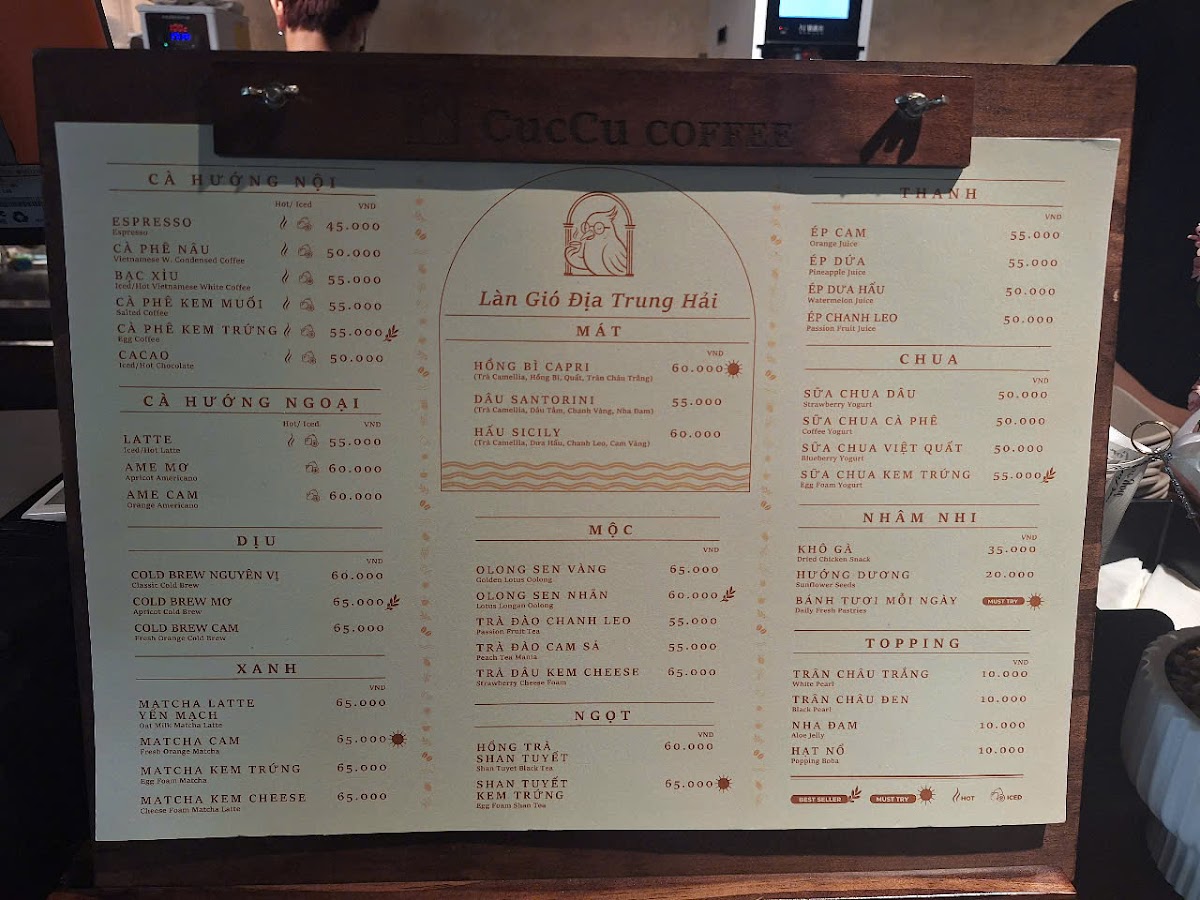 CucCu COFFEE
CÀ HƯỚNG NỘI
Hot/ Iced VND
ESPRESSO 45.000
Espresso
CÀ PHÊ NÂU 50.000
Vietnamese W. Condensed Coffee
BẠC XỈU 55.000
Iced/Hot Vietnamese White Coffee
CÀ PHÊ KEM MUỐI 55.000
Salted Coffee
CÀ PHÊ KEM TRỨNG 55.000
Egg Coffee
CACAO 50.000
Iced/Hot Chocolate
CÀ HƯỚNG NGOẠI
Hot/ Iced VND
LATTE 55.000
Iced/Hot Latte
AME MƠ 60.000
Apricot Americano
AME CAM 60.000
Orange Americano
DỊU
VND
COLD BREW NGUYÊN VỊ 60.000
Classic Cold Brew
COLD BREW MƠ 65.000
Apricot Cold Brew
COLD BREW CAM 65.000
Fresh Orange Cold Brew
XANH
VND
MATCHA LATTE 65.000
YẾN MẠCH
Oat Milk Matcha Latte
MATCHA CAM 65.000
Fresh Orange Matcha
MATCHA KEM TRỨNG 65.000
Egg Foam Matcha
MATCHA KEM CHEESE 65.000
Cheese Foam Matcha Latte
Làn Gió Địa Trung Hải
MÁT
VND
HỒNG BÌ CAPRI 60.000
(Trà Camellia, Hồng Bì, Quất, Trân Châu Trắng)
DÂU SANTORINI 55.000
(Trà Camellia, Dâu Tằm, Chanh Vàng, Nha Đam)
HẤU SICILY 60.000
(Trà Camellia, Dưa Hấu, Chanh Leo, Cam Vàng)
MỘC
VND
OLONG SEN VÀNG 65.000
Golden Lotus Oolong
OLONG SEN NHÃN 60.000
Lotus Longan Oolong
TRÀ ĐÀO CHANH LEO 55.000
Passion Fruit Tea
TRÀ ĐÀO CAM SẢ 55.000
Peach Tea Mania
TRÀ DÂU KEM CHEESE 65.000
Strawberry Cheese Foam
NGỌT
VND
HỒNG TRÀ 60.000
SHAN TUYẾT
Shan Tuyet Black Tea
SHAN TUYẾT 65.000
KEM TRỨNG
Egg Foam Shan Tea
THANH
VND
ÉP CAM 55.000
Orange Juice
ÉP DỨA 55.000
Pineapple Juice
ÉP DƯA HẤU 50.000
Watermelon Juice
ÉP CHANH LEO 50.000
Passion Fruit Juice
CHUA
VND
SỮA CHUA DÂU 50.000
Strawberry Yogurt
SỮA CHUA CÀ PHÊ 50.000
Coffee Yogurt
SỮA CHUA VIỆT QUẤT 50.000
Blueberry Yogurt
SỮA CHUA KEM TRỨNG 55.000
Egg Foam Yogurt
NHÂM NHI
VND
KHÔ GÀ 35.000
Dried Chicken Snack
HƯỚNG DƯƠNG 20.000
Sunflower Seeds
BÁNH TƯƠI MỖI NGÀY MUST TRY
Daily Fresh Pastries
TOPPING
VND
TRÂN CHÂU TRẮNG 10.000
White Pearl
TRÂN CHÂU ĐEN 10.000
Black Pearl
NHA ĐAM 10.000
Aloe Jelly
HẠT NỔ 10.000
Popping Boba
BEST SELLER MUST TRY HOT ICED